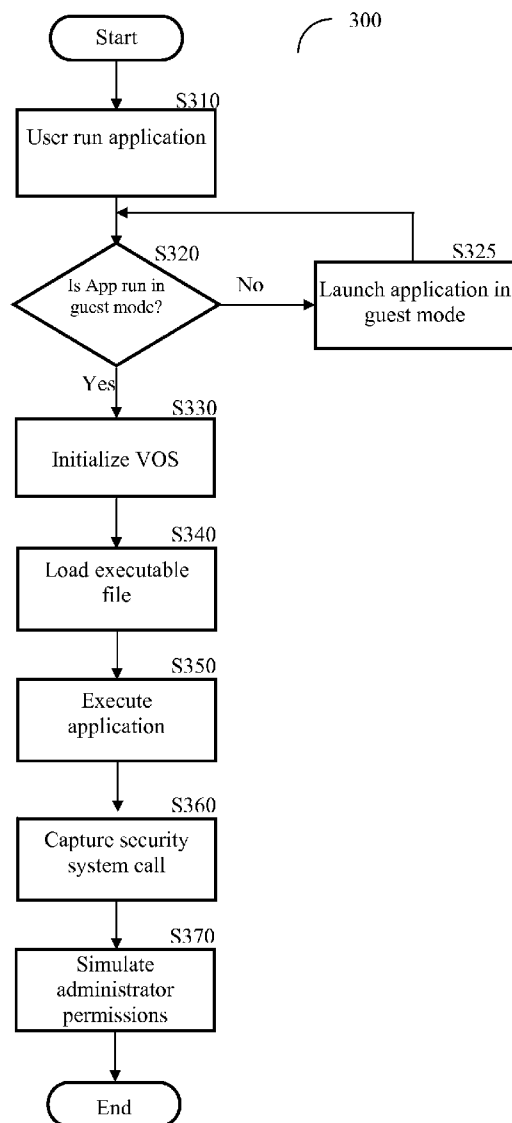 Start
300
S310
User run application
S320
Is App run in
guest mode?
No
S325
Launch application in
guest mode
Yes
S330
Initialize VOS
S340
Load executable
file
S350
Execute
application
S360
Capture security
system call
S370
Simulate
administrator
permissions
End